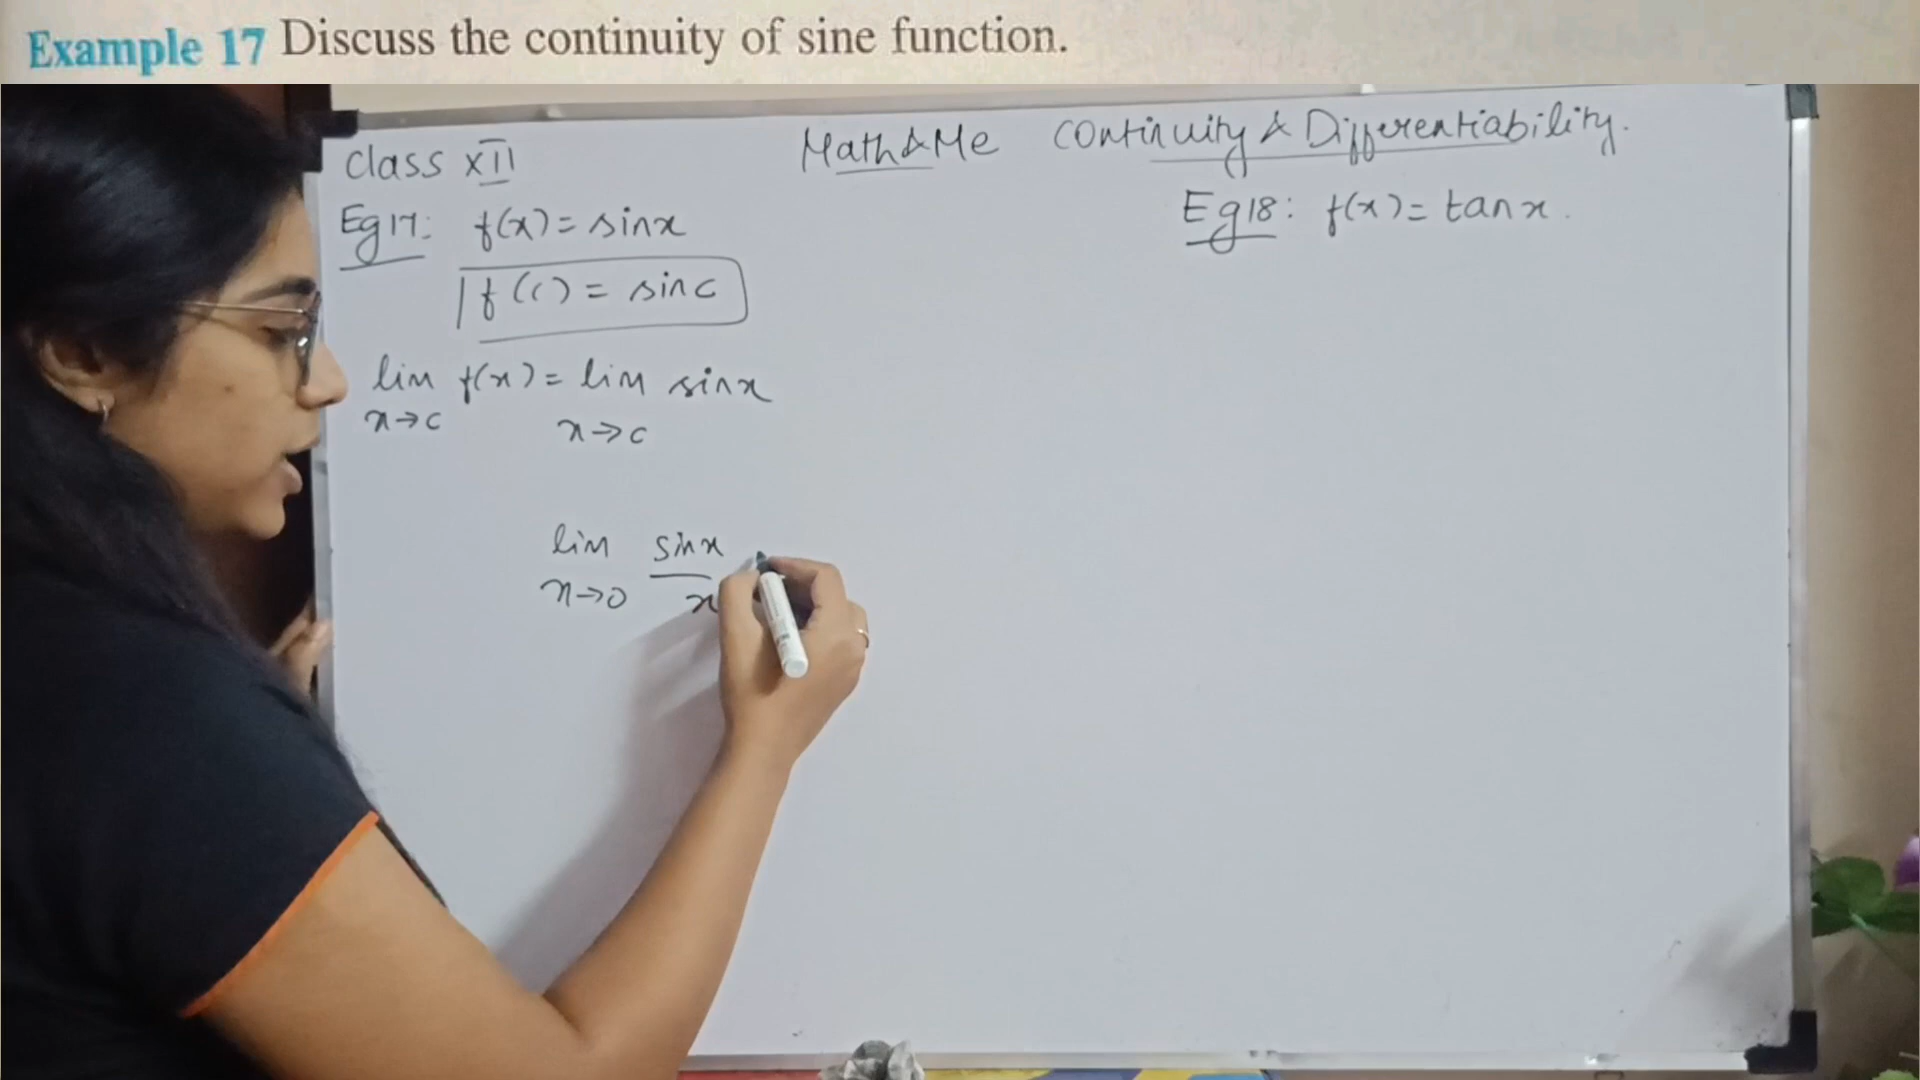 Example 17 Discuss the continuity of sine function.
Class XII Math&Me Continuity & Differentiability.
Eg17: f(x) = sinx
f(c) = sinc
lim f(x) = lim sinx
x→c x→c
lim sinx
x→0 x
Eg18: f(x) = tanx.